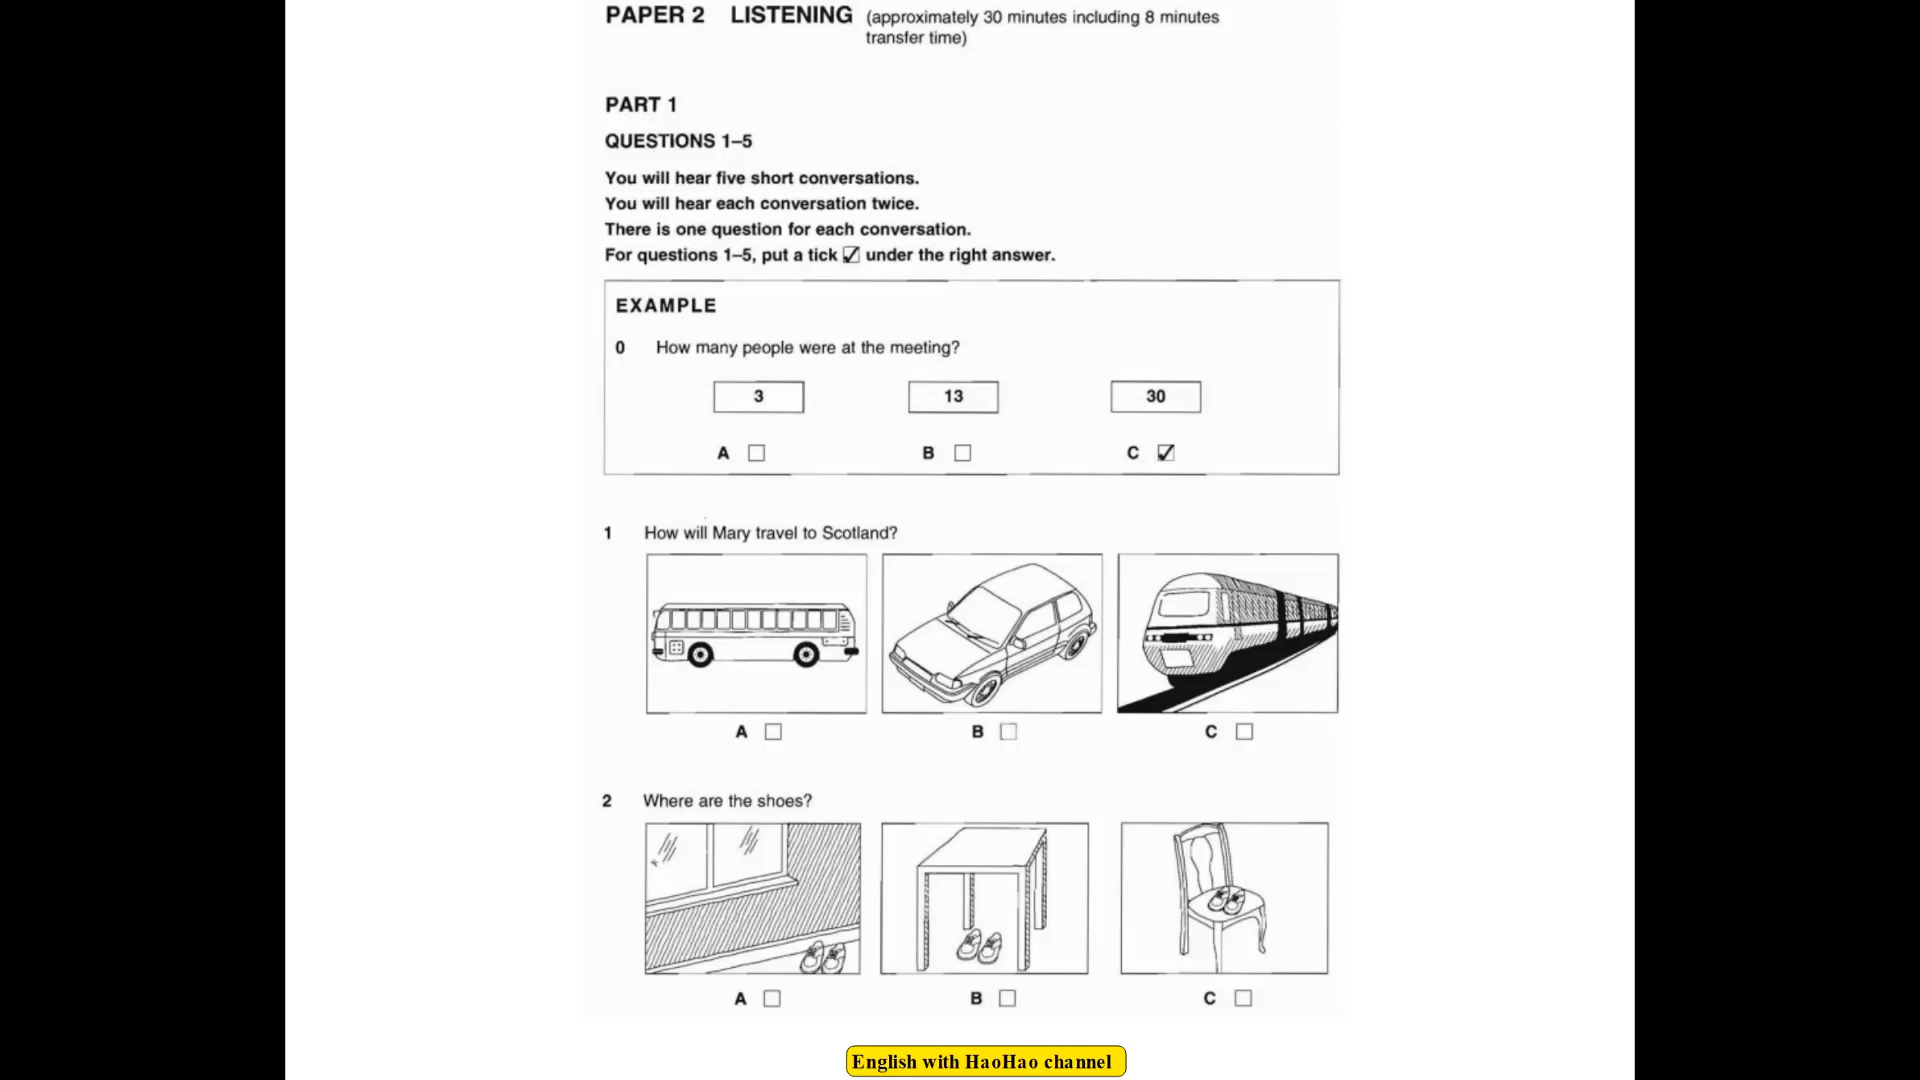 PAPER 2 LISTENING (approximately 30 minutes including 8 minutes
transfer time)
PART 1
QUESTIONS 1–5
You will hear five short conversations.
You will hear each conversation twice.
There is one question for each conversation.
For questions 1–5, put a tick ☑ under the right answer.
EXAMPLE
0 How many people were at the meeting?
3 13 30
A B C
1 How will Mary travel to Scotland?
A B C
2 Where are the shoes?
A B C
English with HaoHao channel